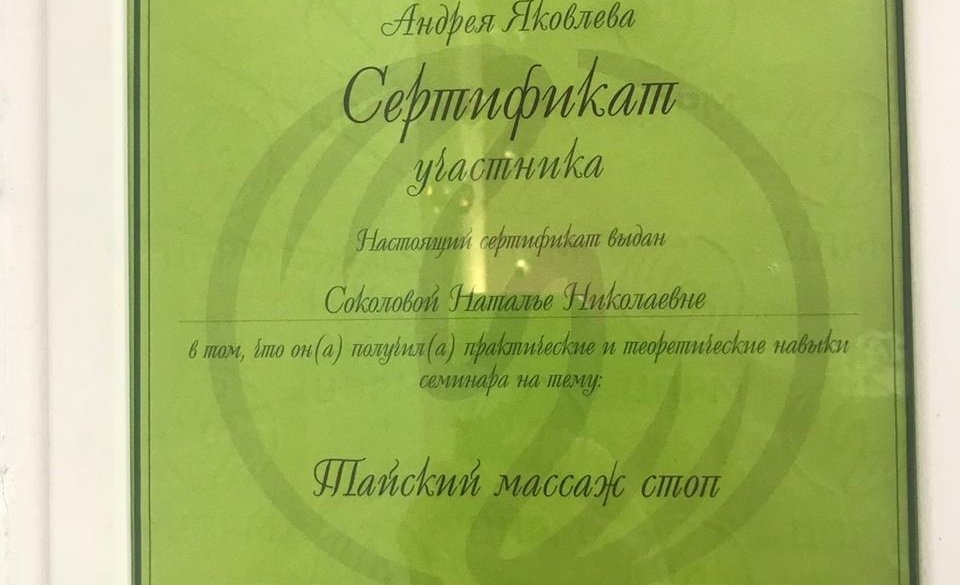 Андрея Яковлева
Сертификат
участника
Настоящий сертификат выдан
Соколовой Наталье Николаевне
в том, что он(а) получил(а) практические и теоретические навыки
семинара на тему:
Тайский массаж стоп